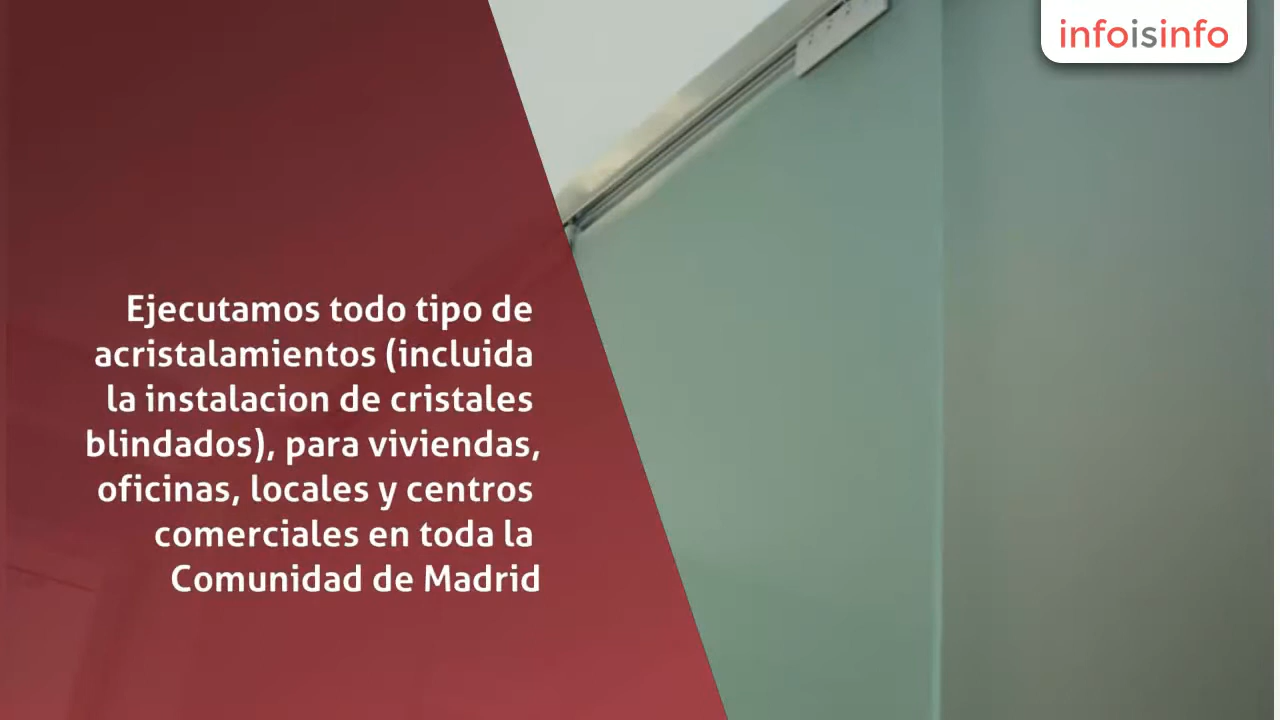 infoisinfo
Ejecutamos todo tipo de
acristalamientos (incluida
la instalacion de cristales
blindados), para viviendas,
oficinas, locales y centros
comerciales en toda la
Comunidad de Madrid